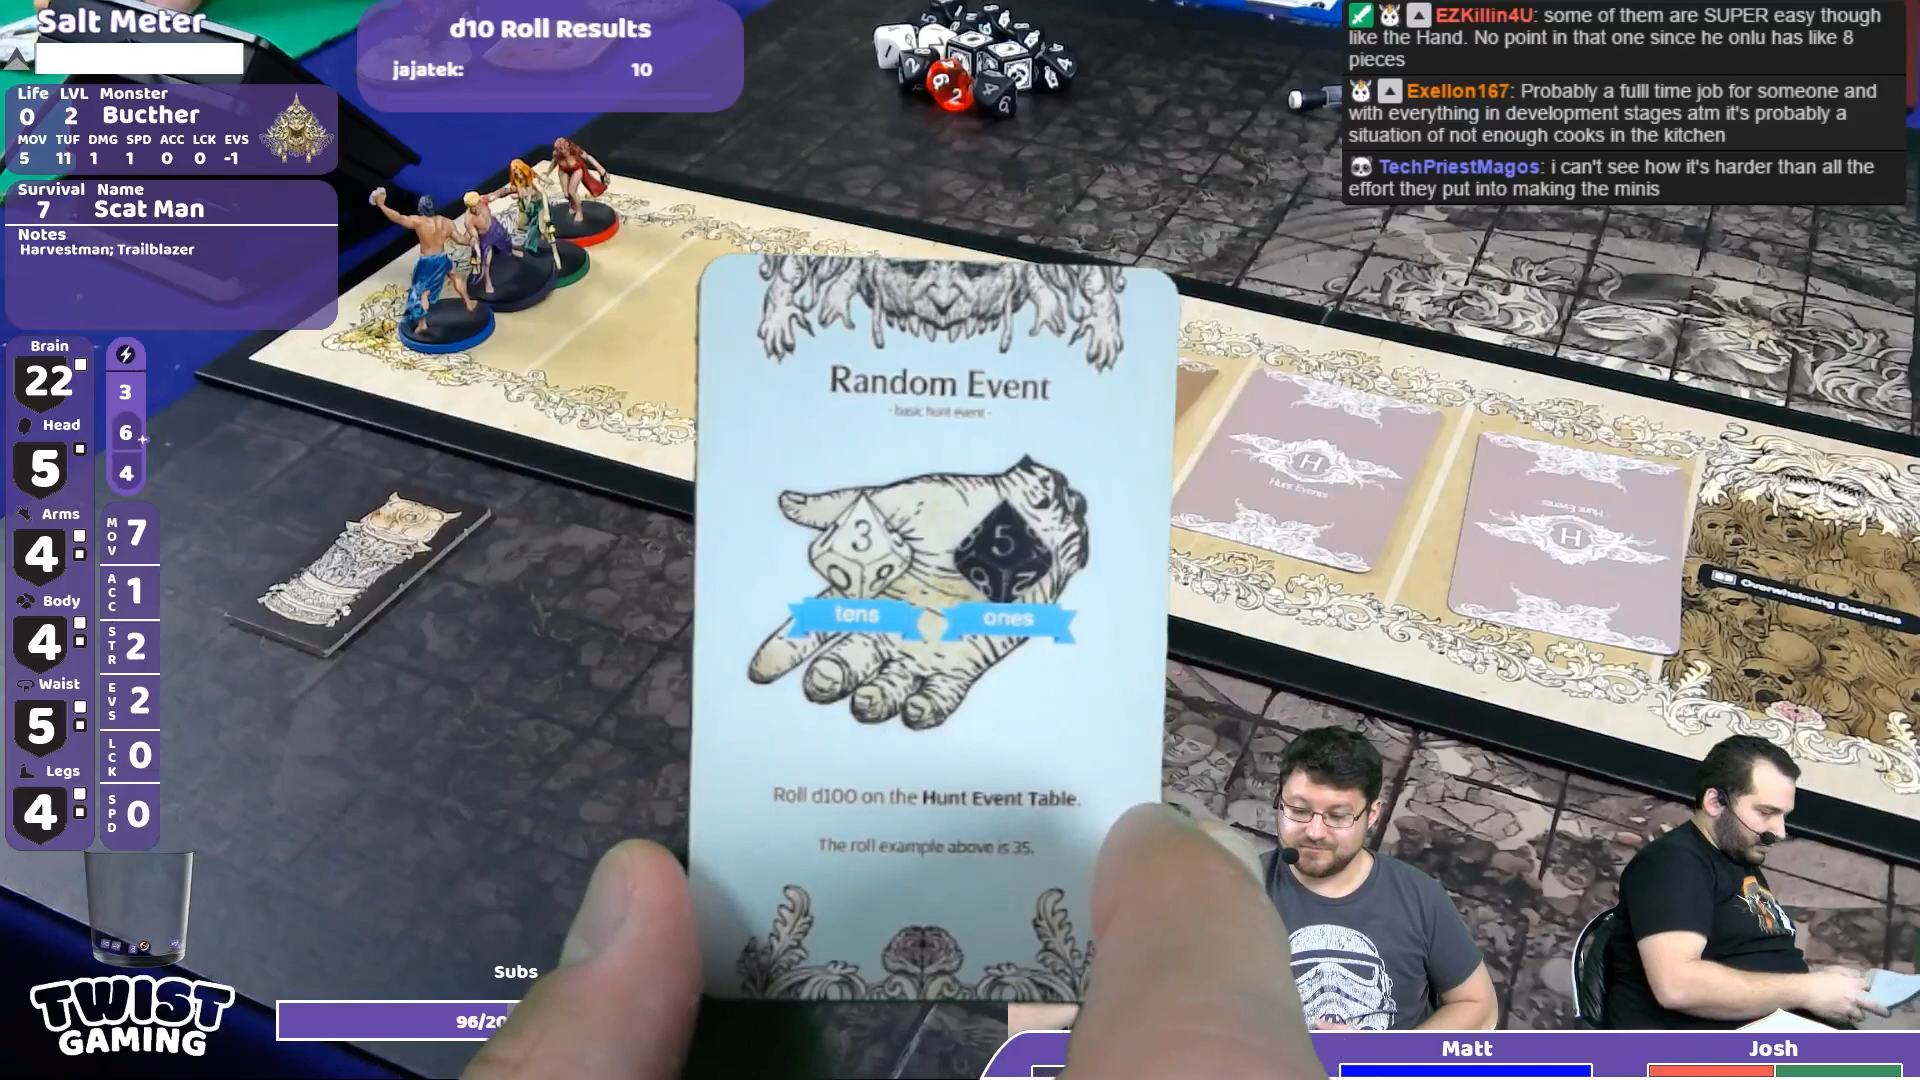 Salt Meter
Life LVL Monster
0 2 Bucther
MOV TUF DMG SPD ACC LCK EVS
5 11 1 1 0 0 -1
Survival Name
7 Scat Man
Notes
Harvestman; Trailblazer
Brain
22
Head
5
Arms
4
Body
4
Waist
5
Legs
4
3
6+
4
MOV 7
ACC 1
STR 2
EVS 2
LCK 0
SPD 0
TWIST
GAMING
Subs
96/20
d10 Roll Results
jajatek: 10
Random Event
- basic hunt event -
3
5
tens
ones
Roll d100 on the Hunt Event Table.
The roll example above is 35.
H
Hunt Events
H
Hunt Events
Overwhelming Darkness
EZKillin4U: some of them are SUPER easy though
like the Hand. No point in that one since he onlu has like 8
pieces
Exelion167: Probably a fulll time job for someone and
with everything in development stages atm it's probably a
situation of not enough cooks in the kitchen
TechPriestMagos: i can't see how it's harder than all the
effort they put into making the minis
Matt
Josh